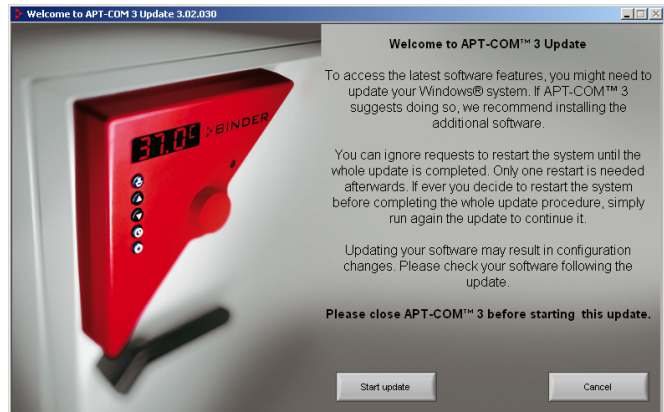 Welcome to APT-COM 3 Update 3.02.030
Welcome to APT-COM™ 3 Update
To access the latest software features, you might need to
update your Windows® system. If APT-COM™ 3
suggests doing so, we recommend installing the
additional software.
You can ignore requests to restart the system until the
whole update is completed. Only one restart is needed
afterwards. If ever you decide to restart the system
before completing the whole update procedure, simply
run again the update to continue it.
Updating your software may result in configuration
changes. Please check your software following the
update.
Please close APT-COM™ 3 before starting this update.
37.0°C
BINDER
Start update
Cancel